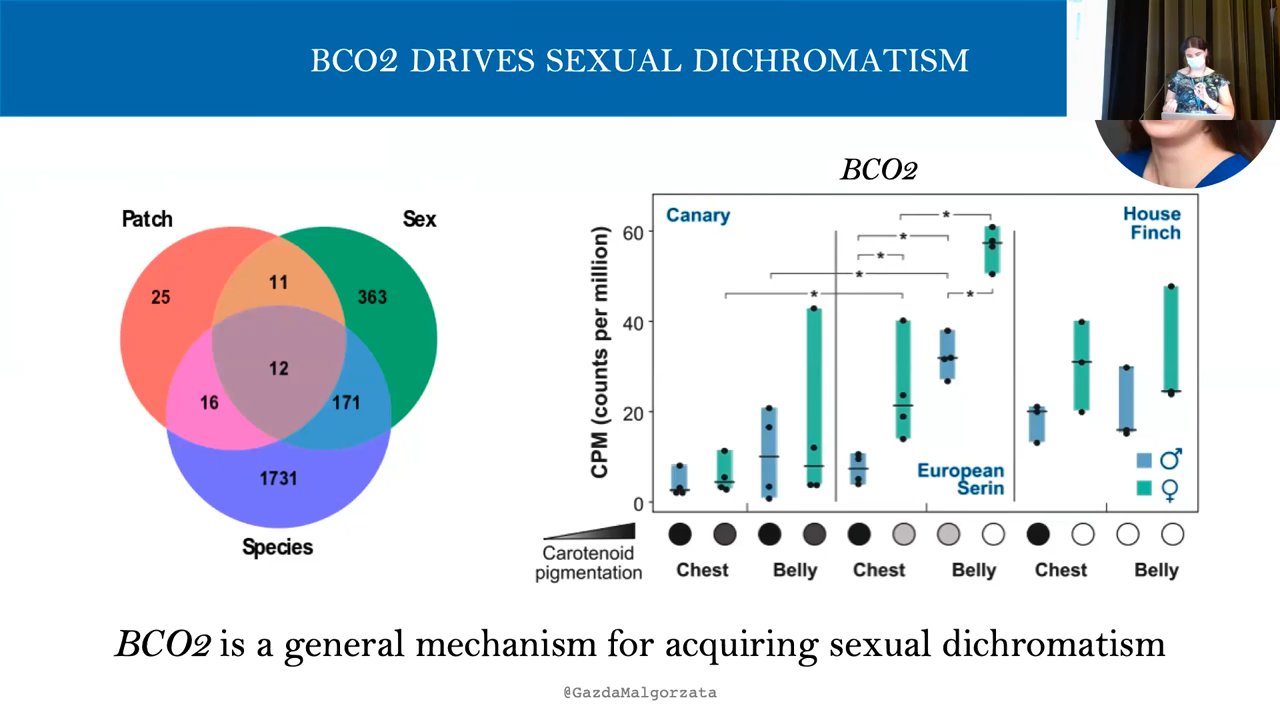 BCO2 DRIVES SEXUAL DICHROMATISM
Patch
Sex
25
11
363
12
16
171
1731
Species
BCO2
CPM (counts per million)
60
40
20
0
Canary
European
Serin
House
Finch
*
*
*
*
*
*
♂
♀
Carotenoid
pigmentation
Chest
Belly
Chest
Belly
Chest
Belly
BCO2 is a general mechanism for acquiring sexual dichromatism
@GazdaMalgorzata